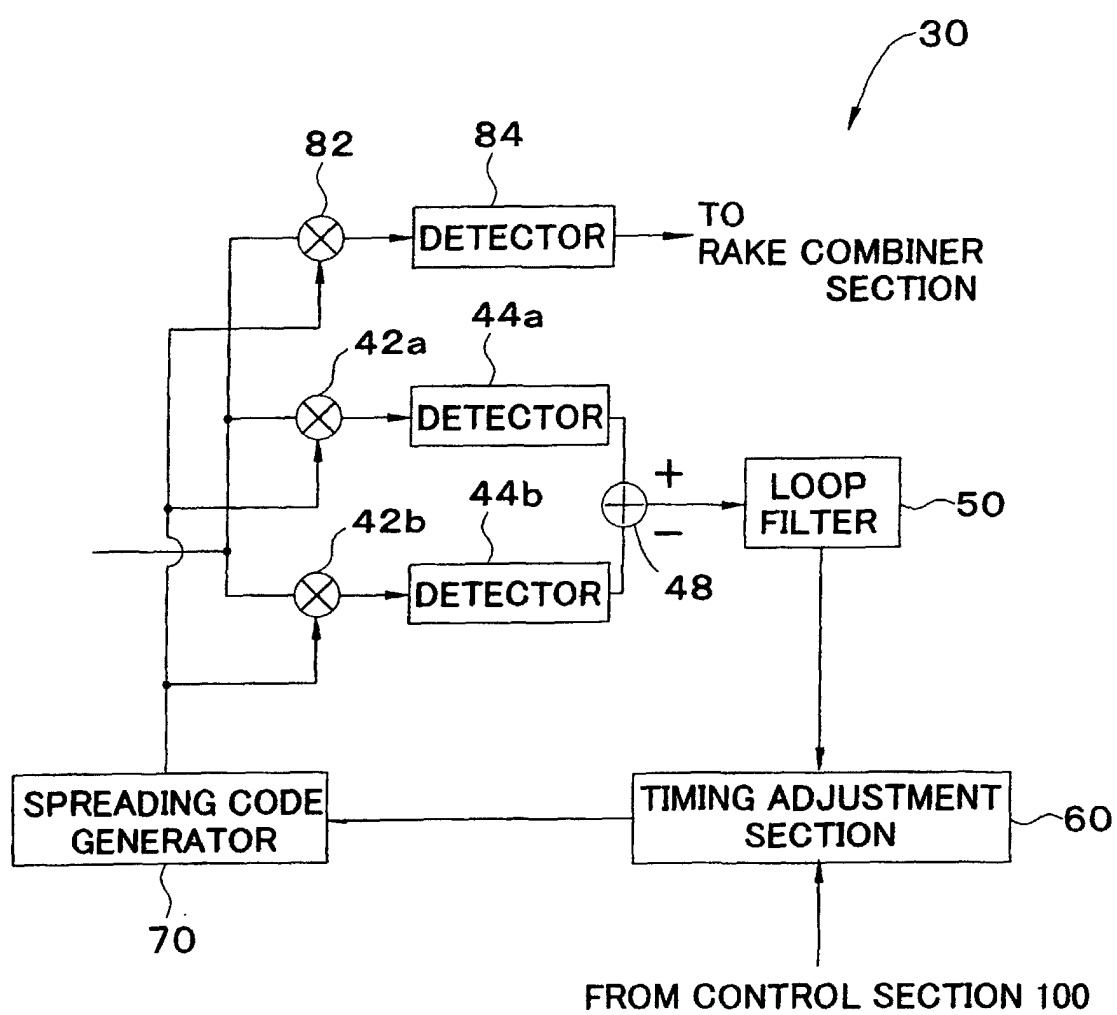 30
82
84
DETECTOR
TO
RAKE COMBINER
SECTION
42a
44a
DETECTOR
42b
44b
DETECTOR
+
−
48
LOOP
FILTER
50
SPREADING CODE
GENERATOR
70
TIMING ADJUSTMENT
SECTION
60
FROM CONTROL SECTION 100